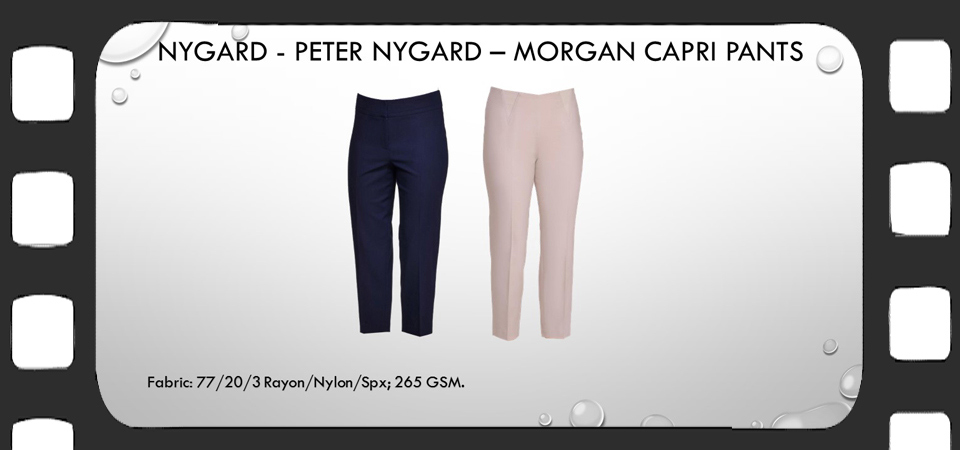 NYGARD - PETER NYGARD – MORGAN CAPRI PANTS
Fabric: 77/20/3 Rayon/Nylon/Spx; 265 GSM.